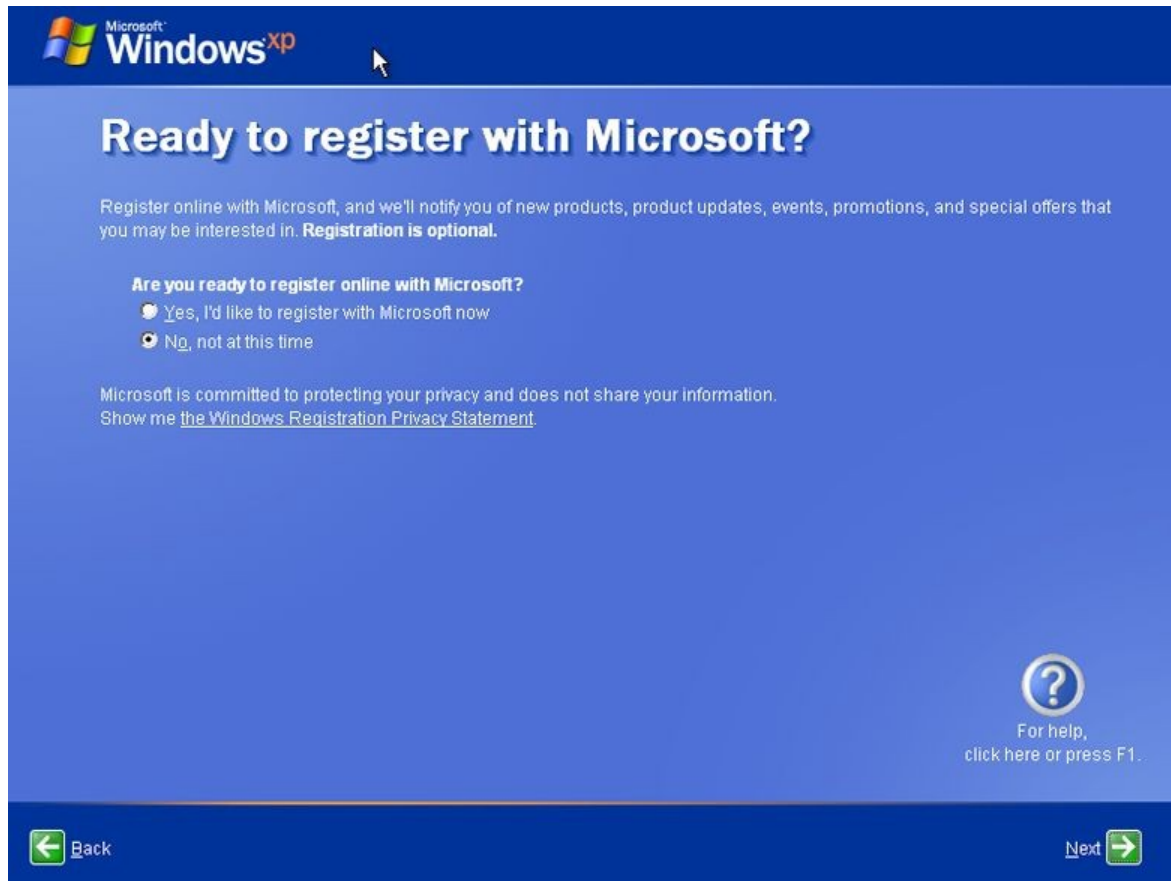 Microsoft
Windows xp
Ready to register with Microsoft?
Register online with Microsoft, and we'll notify you of new products, product updates, events, promotions, and special offers that
you may be interested in. Registration is optional.
Are you ready to register online with Microsoft?
Yes, I'd like to register with Microsoft now
No, not at this time
Microsoft is committed to protecting your privacy and does not share your information.
Show me the Windows Registration Privacy Statement.
?
For help,
click here or press F1.
Back
Next